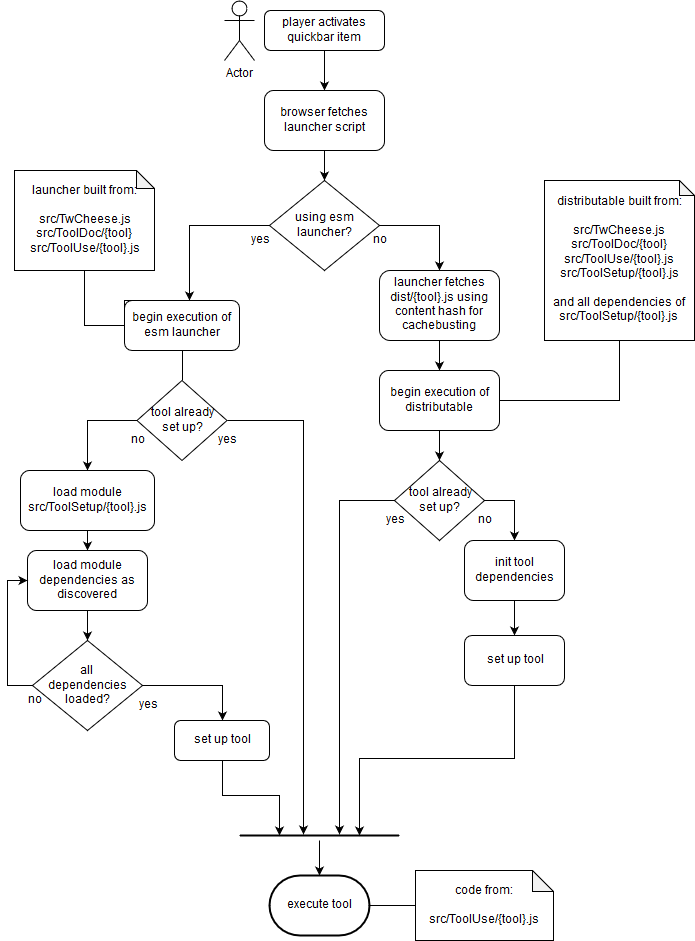 player activates
quickbar item
Actor
browser fetches
launcher script
launcher built from:
src/TwCheese.js
src/ToolDoc/{tool}
src/ToolUse/{tool}.js
using esm
launcher?
yes
no
distributable built from:
src/TwCheese.js
src/ToolDoc/{tool}
src/ToolUse/{tool}.js
src/ToolSetup/{tool}.js
and all dependencies of
src/ToolSetup/{tool}.js
begin execution of
esm launcher
launcher fetches
dist/{tool}.js using
content hash for
cachebusting
begin execution of
distributable
tool already
set up?
no
yes
load module
src/ToolSetup/{tool}.js
tool already
set up?
yes
no
load module
dependencies as
discovered
init tool
dependencies
all
dependencies
loaded?
no
yes
set up tool
set up tool
execute tool
code from:
src/ToolUse/{tool}.js